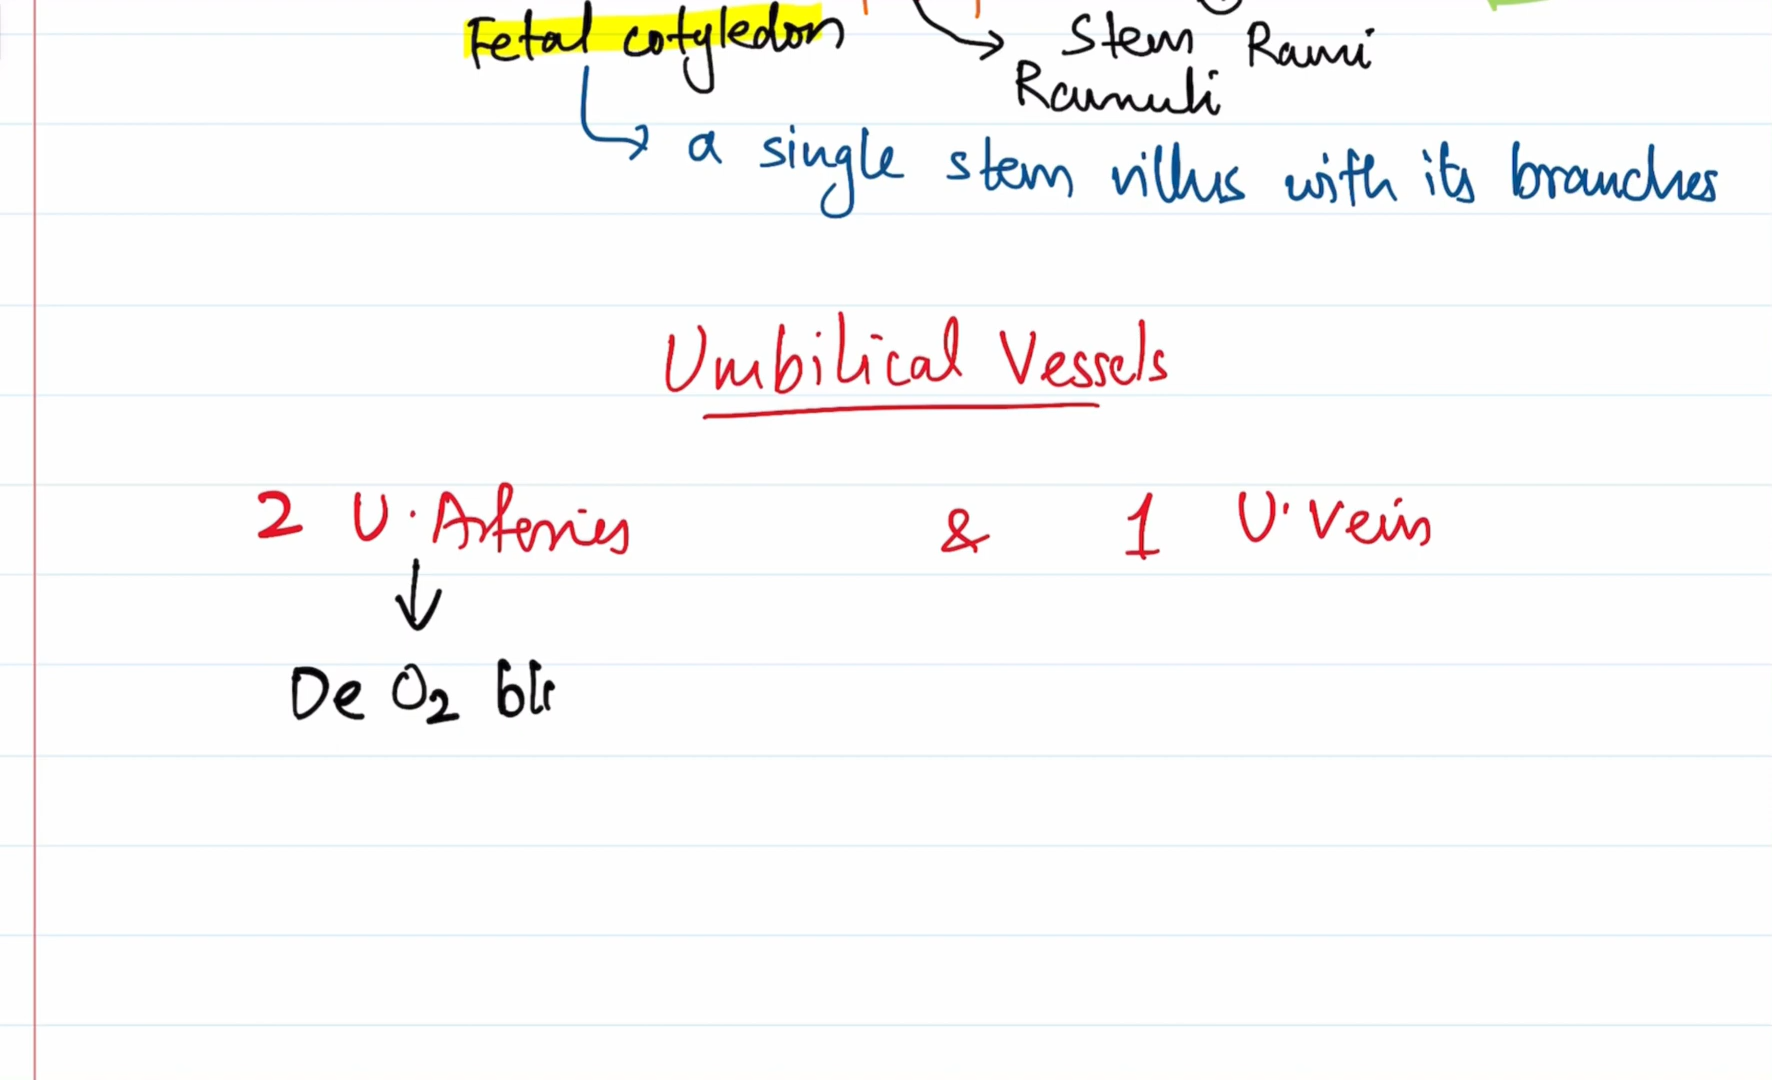 Fetal cotyledon Stem Rami
Ramuli
a single stem villus with its branches
Umbilical Vessels
2 U. Arteries & 1 U. Vein
De O2